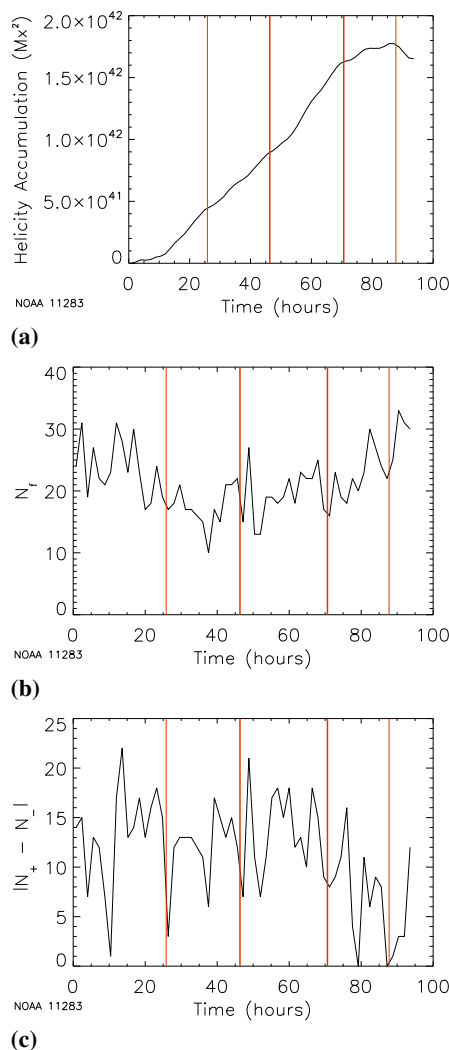 2.0×10⁴²
1.5×10⁴²
1.0×10⁴²
5.0×10⁴¹
0
Helicity Accumulation (Mx²)
0 20 40 60 80 100
Time (hours)
NOAA 11283
(a)
40
30
20
10
0
N_f
0 20 40 60 80 100
Time (hours)
NOAA 11283
(b)
25
20
15
10
5
0
|N₊ − N₋|
0 20 40 60 80 100
Time (hours)
NOAA 11283
(c)